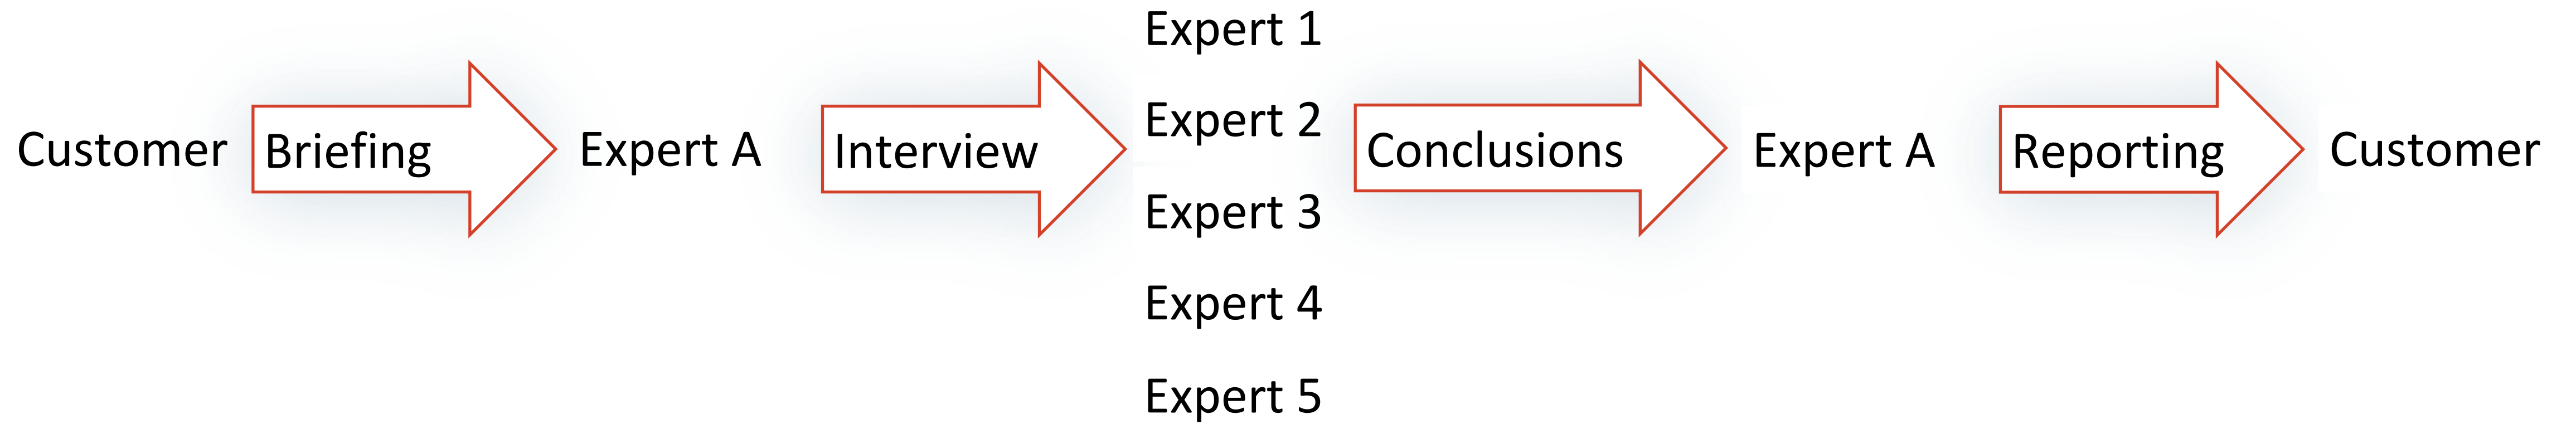 Customer
Briefing
Expert A
Interview
Expert 1
Expert 2
Expert 3
Expert 4
Expert 5
Conclusions
Expert A
Reporting
Customer